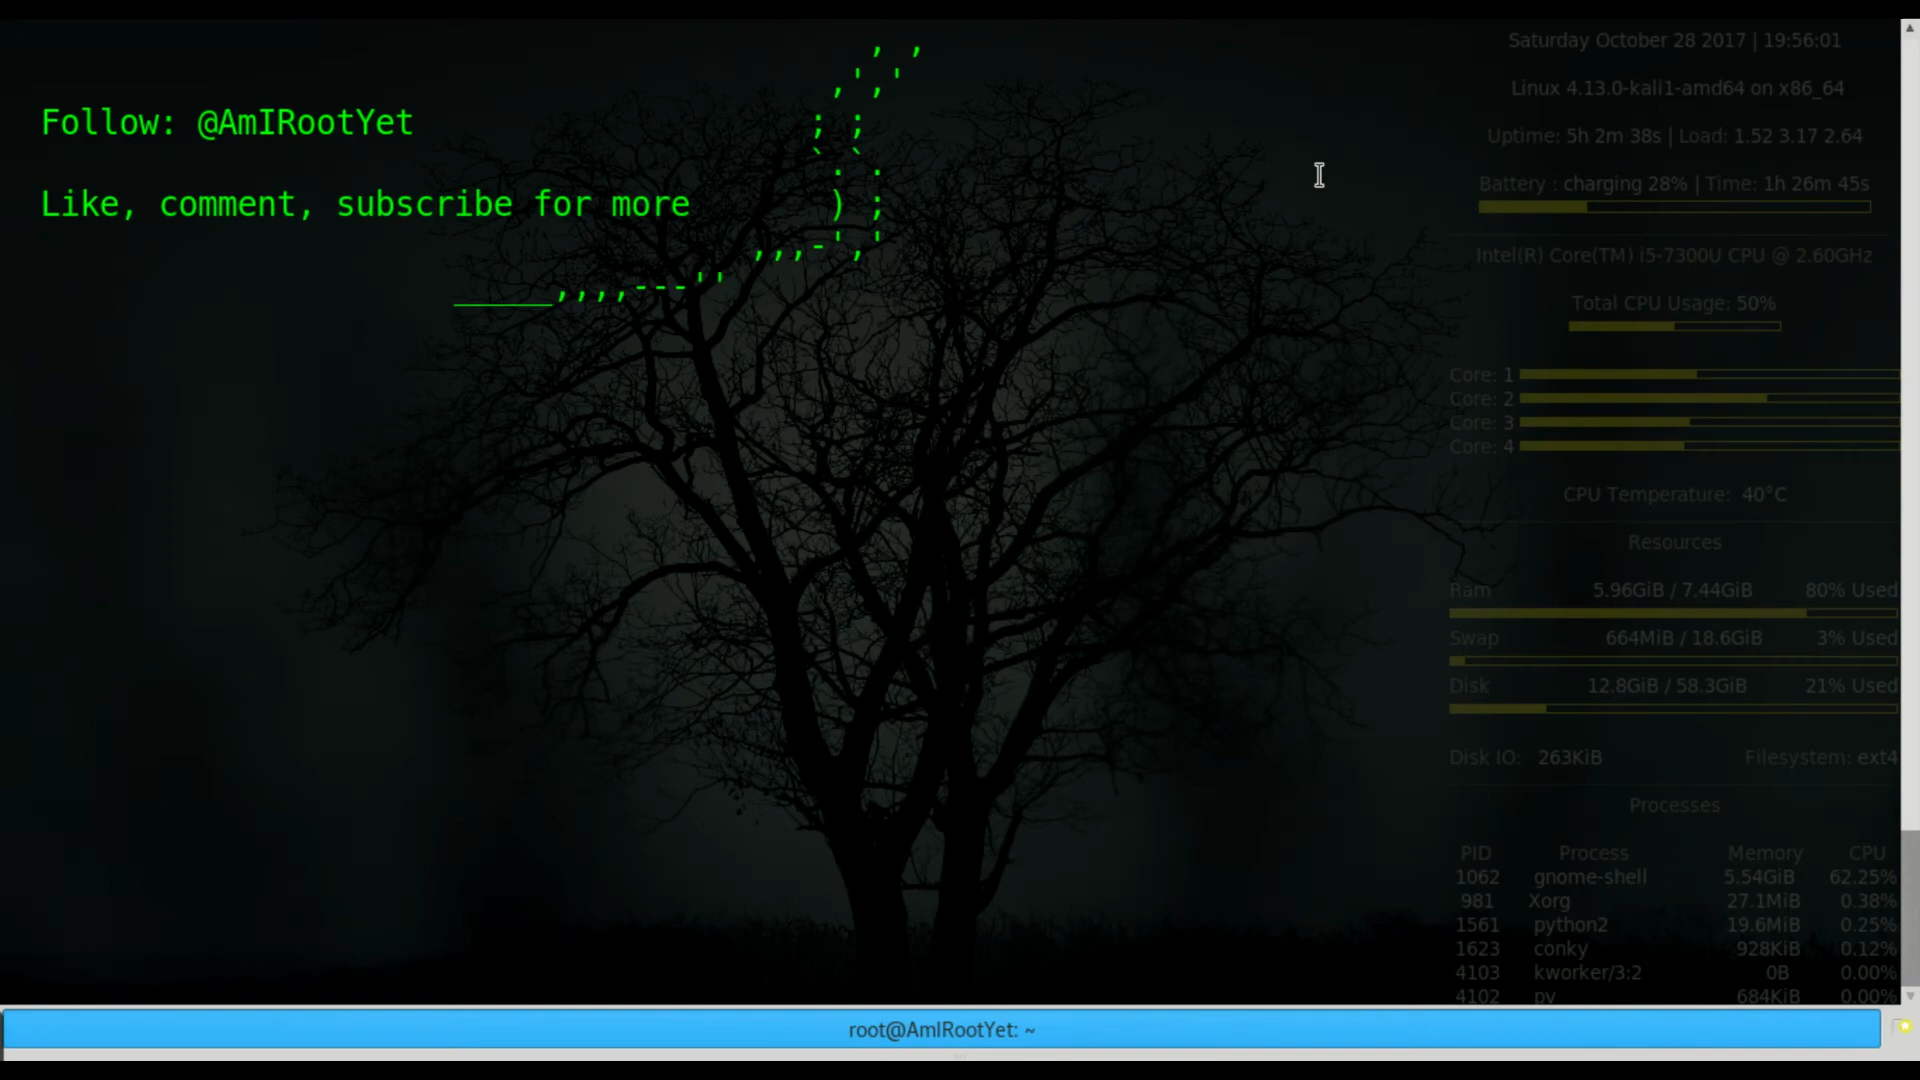 Follow: @AmIRootYet
Like, comment, subscribe for more
Saturday October 28 2017 | 19:56:01
Linux 4.13.0-kali1-amd64 on x86_64
Uptime: 5h 2m 38s | Load: 1.52 3.17 2.64
Battery : charging 28% | Time: 1h 26m 45s
Intel(R) Core(TM) i5-7300U CPU @ 2.60GHz
Total CPU Usage: 50%
Core: 1
Core: 2
Core: 3
Core: 4
CPU Temperature: 40°C
Resources
Ram 5.96GiB / 7.44GiB 80% Used
Swap 664MiB / 18.6GiB 3% Used
Disk 12.8GiB / 58.3GiB 21% Used
Disk IO: 263KiB Filesystem: ext4
Processes
PID Process Memory CPU
1062 gnome-shell 5.54GiB 62.25%
981 Xorg 27.1MiB 0.38%
1561 python2 19.6MiB 0.25%
1623 conky 928KiB 0.12%
4103 kworker/3:2 0B 0.00%
4102 py 684KiB 0.00%
root@AmIRootYet: ~